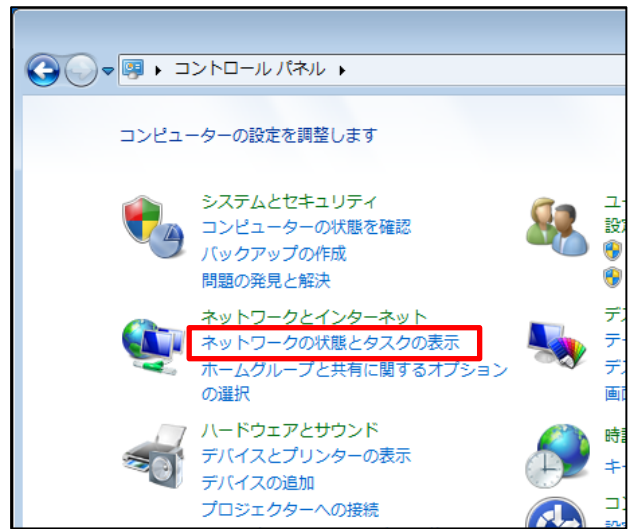 コントロール パネル
コンピューターの設定を調整します
システムとセキュリティ
コンピューターの状態を確認
バックアップの作成
問題の発見と解決
ネットワークとインターネット
ネットワークの状態とタスクの表示
ホームグループと共有に関するオプション
の選択
ハードウェアとサウンド
デバイスとプリンターの表示
デバイスの追加
プロジェクターへの接続